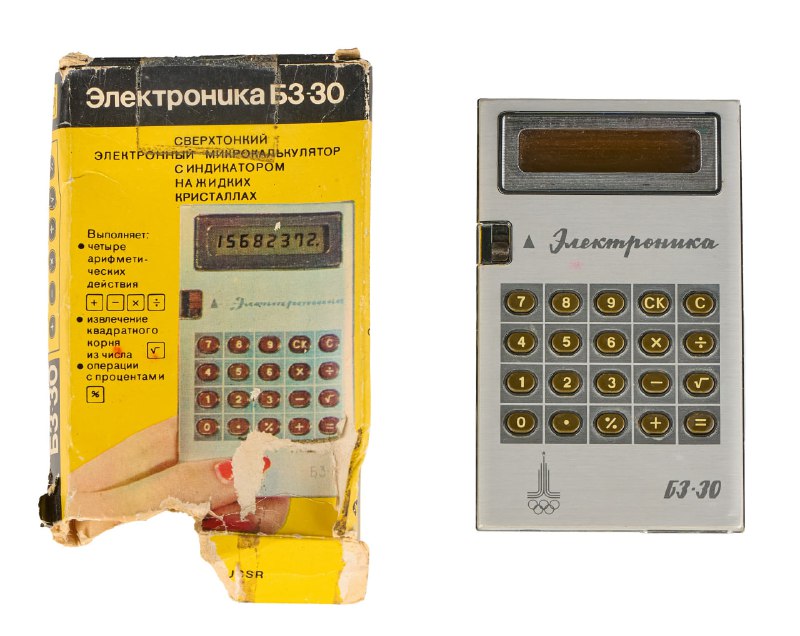 Электроника Б3-30
СВЕРХТОНКИЙ
ЭЛЕКТРОННЫЙ МИКРОКАЛЬКУЛЯТОР
С ИНДИКАТОРОМ
НА ЖИДКИХ
КРИСТАЛЛАХ
Выполняет:
• четыре
арифмети-
ческих
действия
+ − × ÷
• извлечение
квадратного
корня
из числа √
• операции
с процентами
%
15682372.
Электроника
7 8 9 СК С
4 5 6 × ÷
1 2 3 − √
0 + =
Б3
Б3-30
USSR
Электроника
7 8 9 СК С
4 5 6 × ÷
1 2 3 − √
0 · % + =
Б3-30